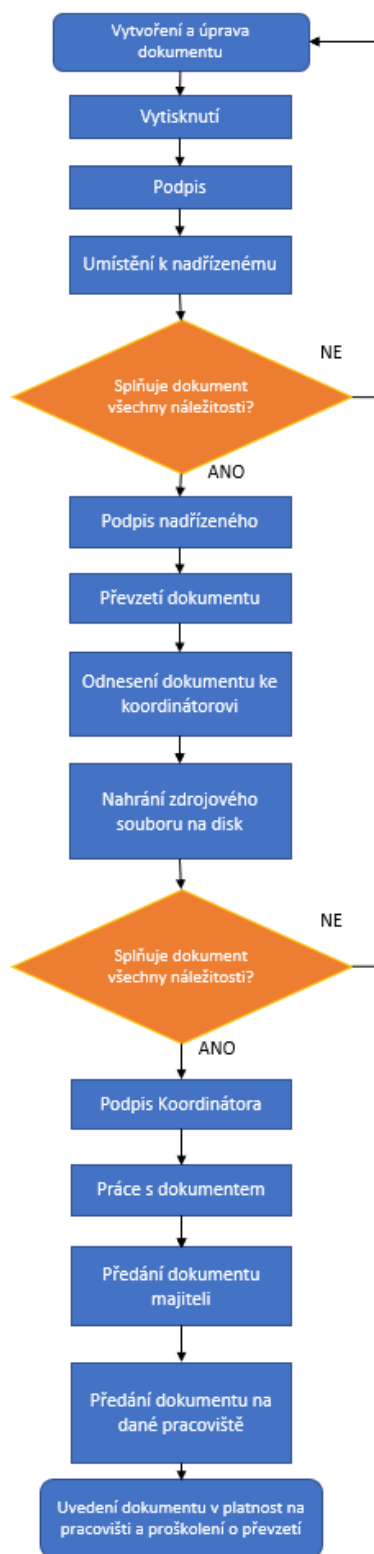 Vytvoření a úprava
dokumentu
Vytisknutí
Podpis
Umístění k nadřízenému
Splňuje dokument
všechny náležitosti?
NE
ANO
Podpis nadřízeného
Převzetí dokumentu
Odnesení dokumentu ke
koordinátorovi
Nahrání zdrojového
souboru na disk
Splňuje dokument
všechny náležitosti?
NE
ANO
Podpis Koordinátora
Práce s dokumentem
Předání dokumentu
majiteli
Předání dokumentu na
dané pracoviště
Uvedení dokumentu v platnost na
pracovišti a proškolení o převzetí